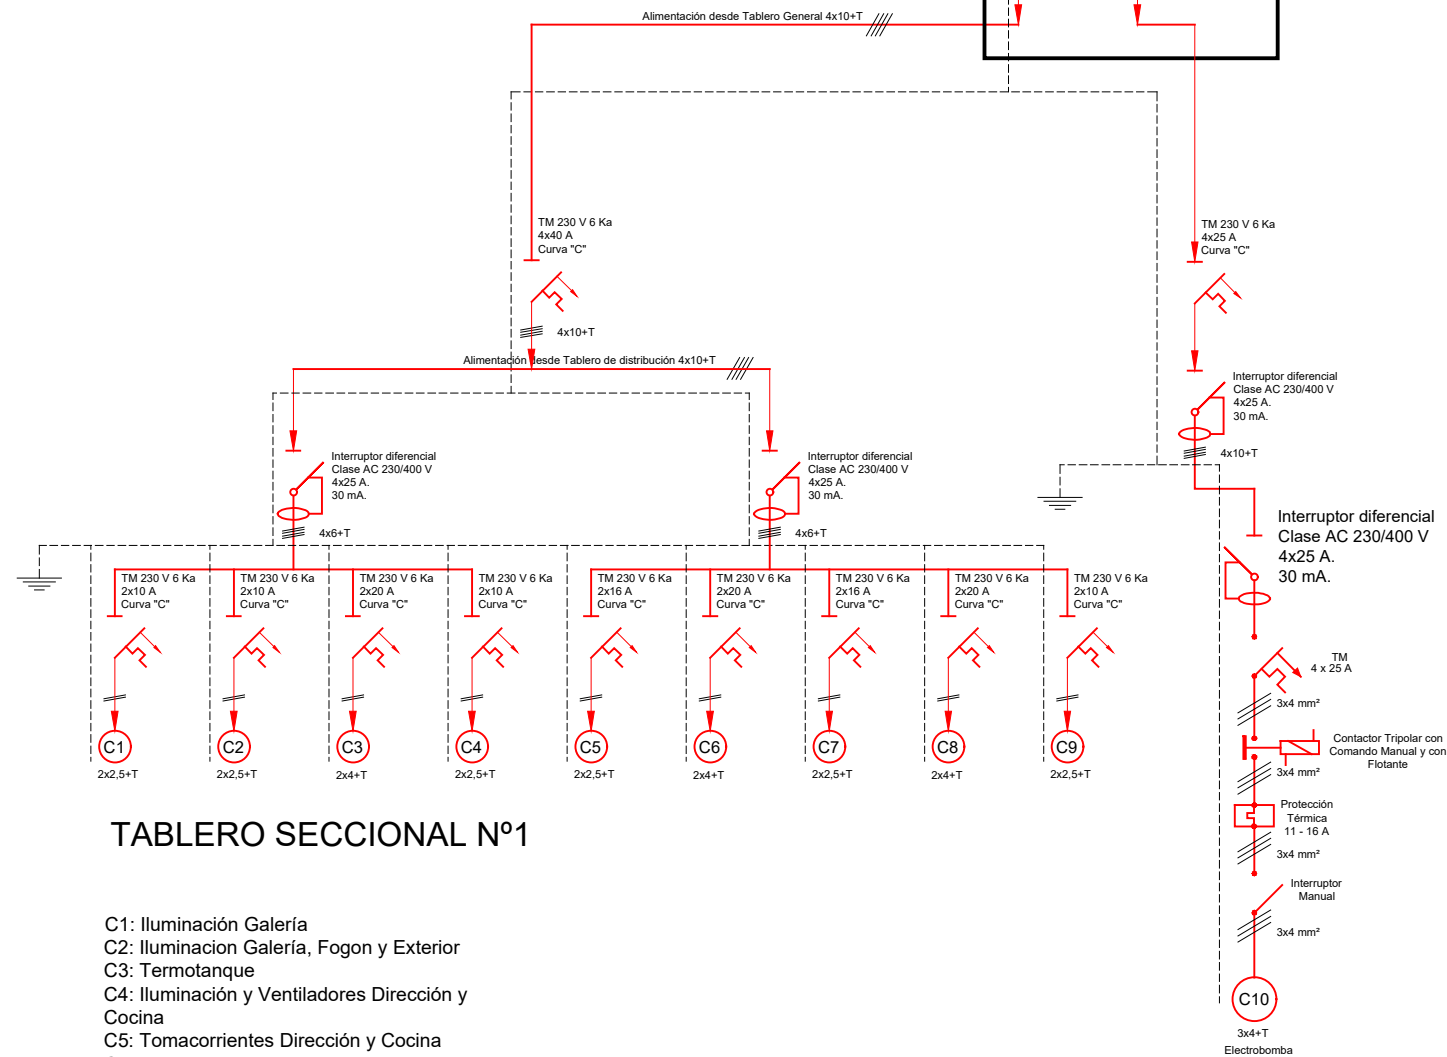 Alimentación desde Tablero General 4x10+T
TM 230 V 6 Ka
4x40 A
Curva "C"
4x10+T
TM 230 V 6 Ka
4x25 A
Curva "C"
Alimentación desde Tablero de distribución 4x10+T
Interruptor diferencial
Clase AC 230/400 V
4x25 A.
30 mA.
4x6+T
Interruptor diferencial
Clase AC 230/400 V
4x25 A.
30 mA.
4x6+T
Interruptor diferencial
Clase AC 230/400 V
4x25 A.
30 mA.
4x10+T
Interruptor diferencial
Clase AC 230/400 V
4x25 A.
30 mA.
TM 230 V 6 Ka
2x10 A
Curva "C"
TM 230 V 6 Ka
2x10 A
Curva "C"
TM 230 V 6 Ka
2x20 A
Curva "C"
TM 230 V 6 Ka
2x10 A
Curva "C"
TM 230 V 6 Ka
2x16 A
Curva "C"
TM 230 V 6 Ka
2x20 A
Curva "C"
TM 230 V 6 Ka
2x16 A
Curva "C"
TM 230 V 6 Ka
2x20 A
Curva "C"
TM 230 V 6 Ka
2x10 A
Curva "C"
C1
2x2,5+T
C2
2x2,5+T
C3
2x4+T
C4
2x2,5+T
C5
2x2,5+T
C6
2x4+T
C7
2x2,5+T
C8
2x4+T
C9
2x2,5+T
TM
4 x 25 A
3x4 mm²
Contactor Tripolar con
Comando Manual y con
Flotante
3x4 mm²
Protección
Térmica
11 - 16 A
3x4 mm²
Interruptor
Manual
3x4 mm²
C10
3x4+T
Electrobomba
TABLERO SECCIONAL Nº1
C1: Iluminación Galería
C2: Iluminacion Galería, Fogon y Exterior
C3: Termotanque
C4: Iluminación y Ventiladores Dirección y
Cocina
C5: Tomacorrientes Dirección y Cocina